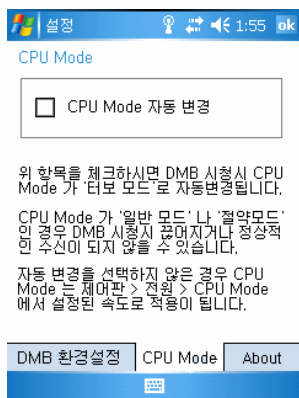 설정 1:55 ok
CPU Mode
CPU Mode 자동 변경
위 항목을 체크하시면 DMB 시청시 CPU
Mode 가 '터보 모드'로 자동변경됩니다.
CPU Mode 가 '일반 모드' 나 '절약모드'
인 경우 DMB 시청시 끊어지거나 정상적
인 수신이 되지 않을 수 있습니다.
자동 변경을 선택하지 않은 경우 CPU
Mode 는 제어판 > 전원 > CPU Mode
에서 설정된 속도로 적용이 됩니다.
DMB 환경설정 CPU Mode About